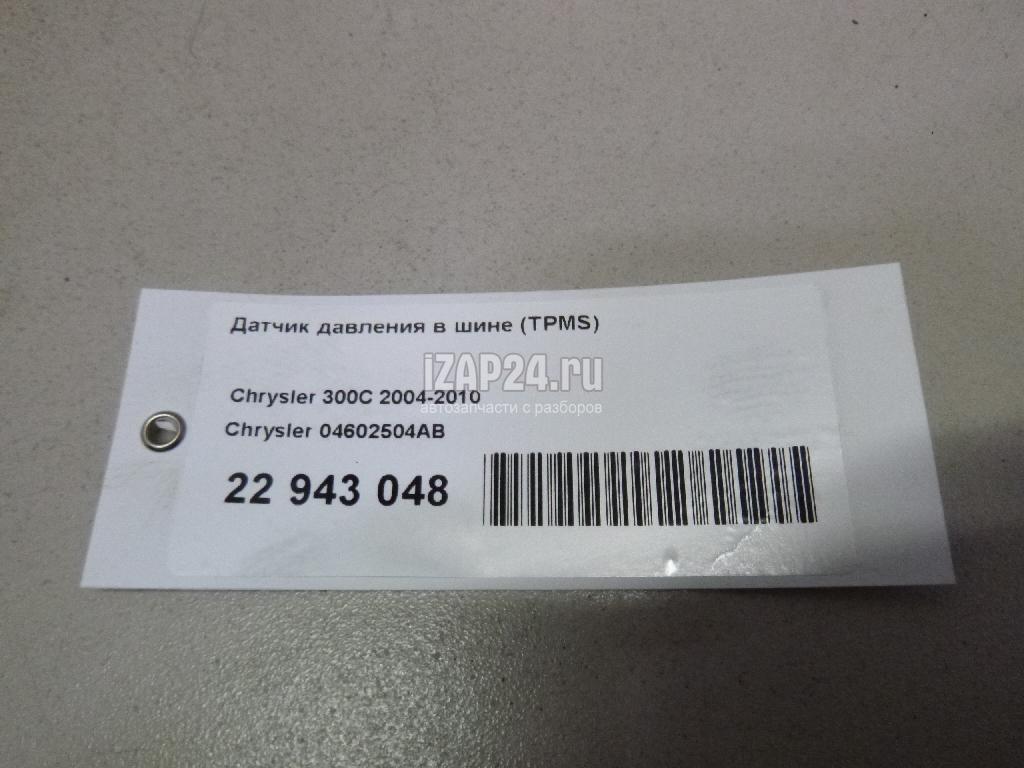 Датчик давления в шине (TPMS)
iZAP24.ru
Chrysler 300C 2004-2010
автозапчасти с разборов
Chrysler 04602504AB
22 943 048